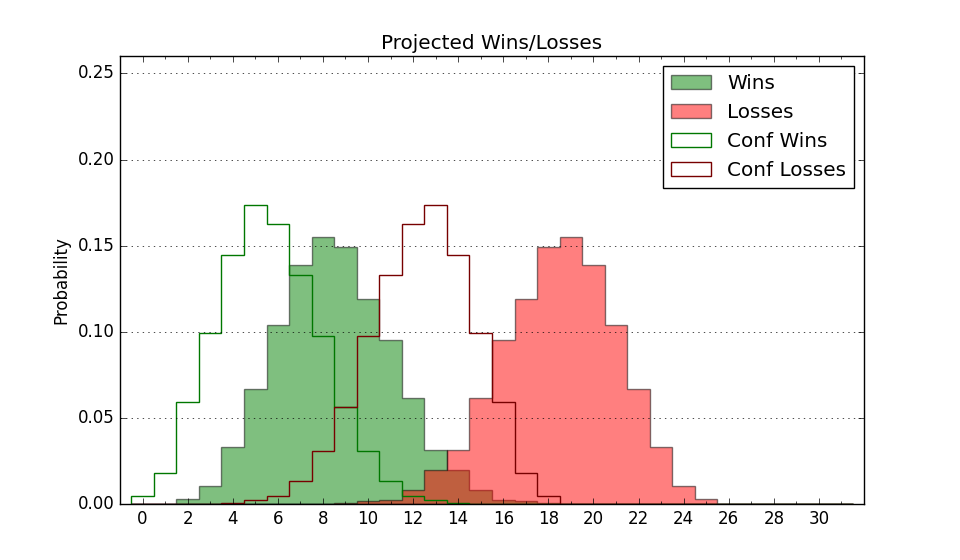 Projected Wins/Losses
0.25
0.20
0.15
0.10
0.05
0.00
Probability
Wins
Losses
Conf Wins
Conf Losses
0 2 4 6 8 10 12 14 16 18 20 22 24 26 28 30